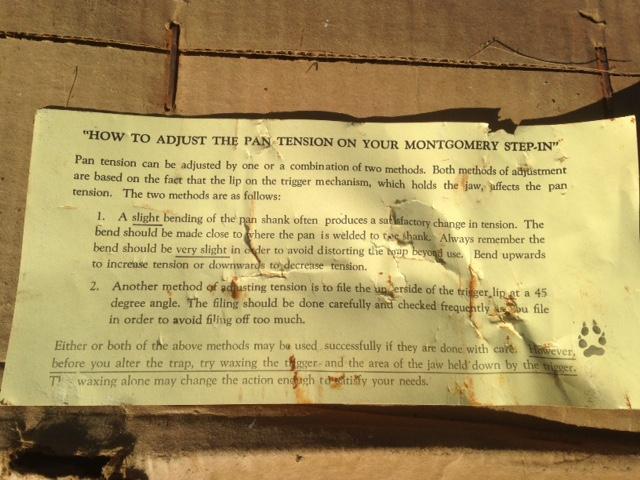 "HOW TO ADJUST THE PAN TENSION ON YOUR MONTGOMERY STEP-IN"
Pan tension can be adjusted by one or a combination of two methods. Both methods of adjustment
are based on the fact that the lip on the trigger mechanism, which holds the jaw, affects the pan
tension. The two methods are as follows:
1. A slight bending of the pan shank often produces a satisfactory change in tension. The
bend should be made close to where the pan is welded to the shank. Always remember the
bend should be very slight in order to avoid distorting the trap beyond use. Bend upwards
to increase tension or downwards to decrease tension.
2. Another method of adjusting tension is to file the underside of the trigger lip at a 45
degree angle. The filing should be done carefully and checked frequently as you file
in order to avoid filing off too much.
Either or both of the above methods may be used successfully if they are done with care. However,
before you alter the trap, try waxing the trigger and the area of the jaw held down by the trigger.
This waxing alone may change the action enough to satisfy your needs.